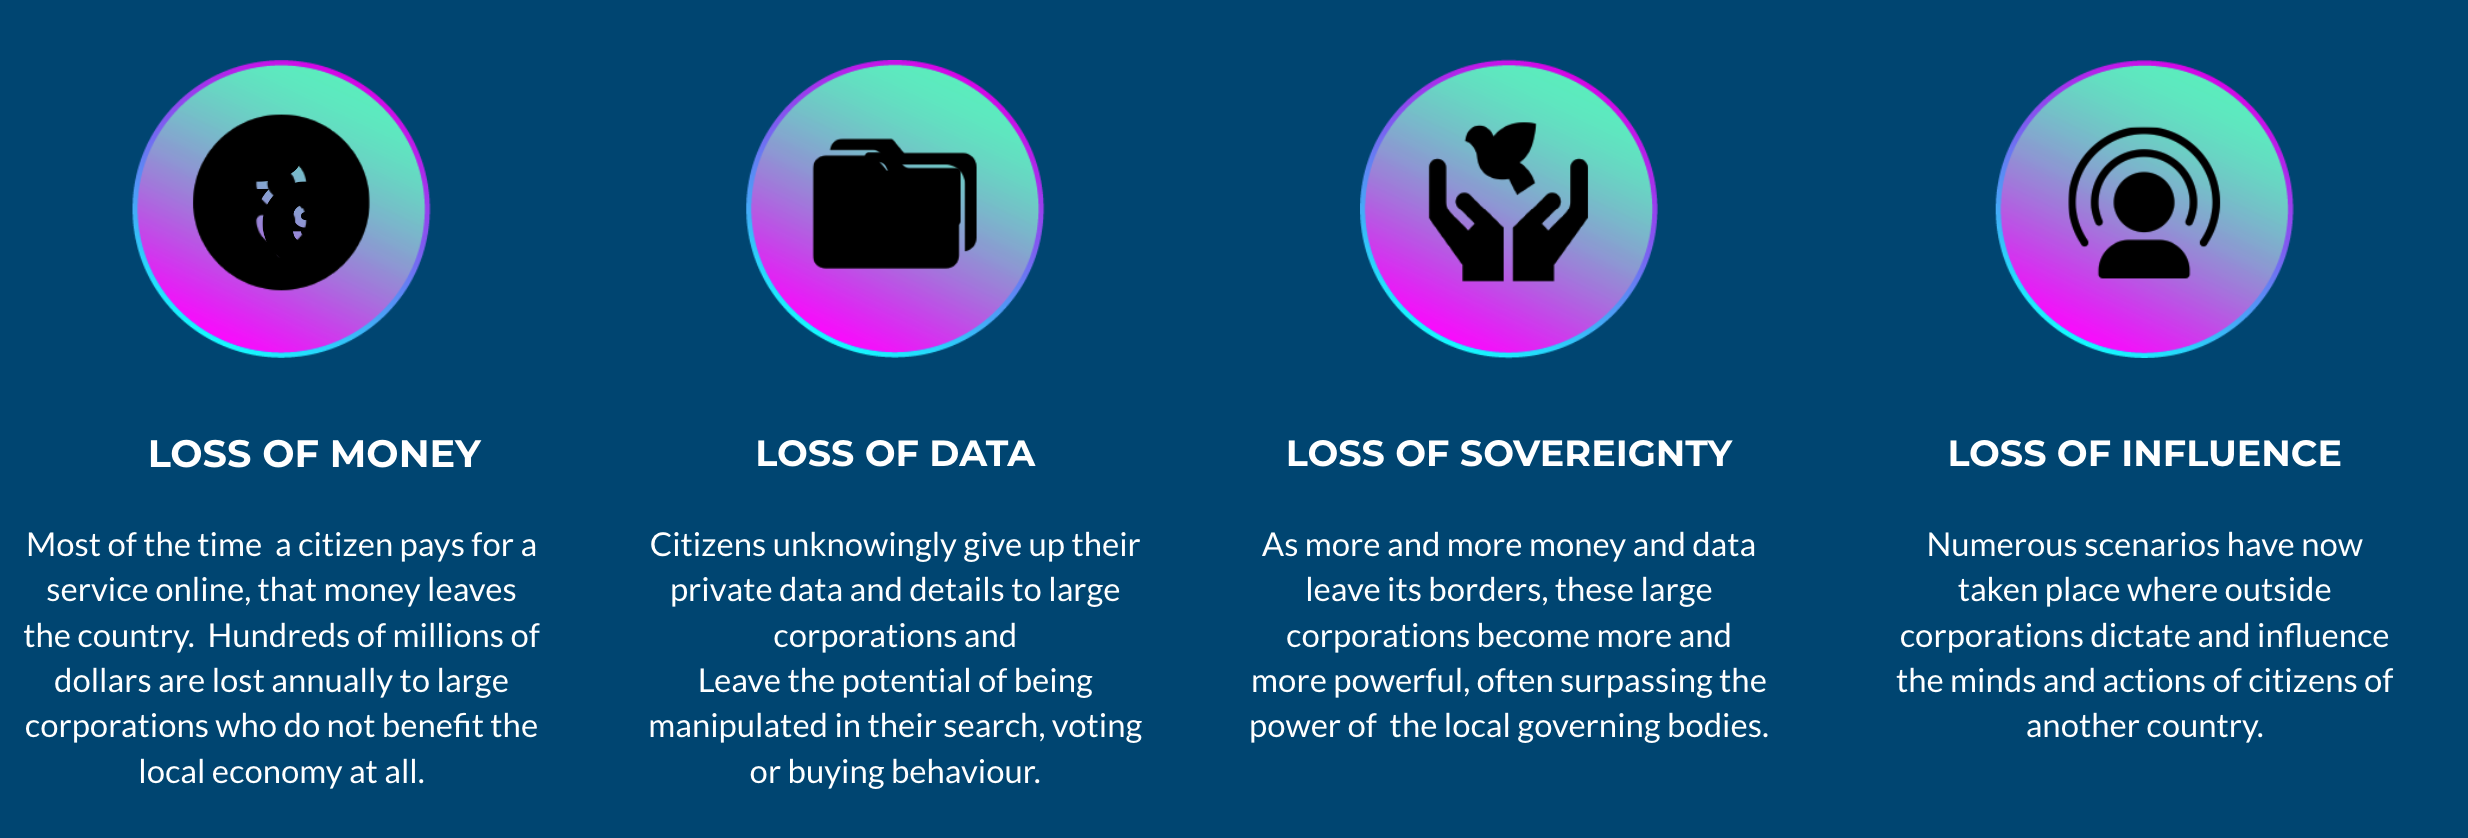 LOSS OF MONEY
Most of the time  a citizen pays for a
service online, that money leaves
the country.  Hundreds of millions of
dollars are lost annually to large
corporations who do not benefit the
local economy at all.
LOSS OF DATA
Citizens unknowingly give up their
private data and details to large
corporations and
Leave the potential of being
manipulated in their search, voting
or buying behaviour.
LOSS OF SOVEREIGNTY
As more and more money and data
leave its borders, these large
corporations become more and
more powerful, often surpassing the
power of  the local governing bodies.
LOSS OF INFLUENCE
Numerous scenarios have now
taken place where outside
corporations dictate and influence
the minds and actions of citizens of
another country.